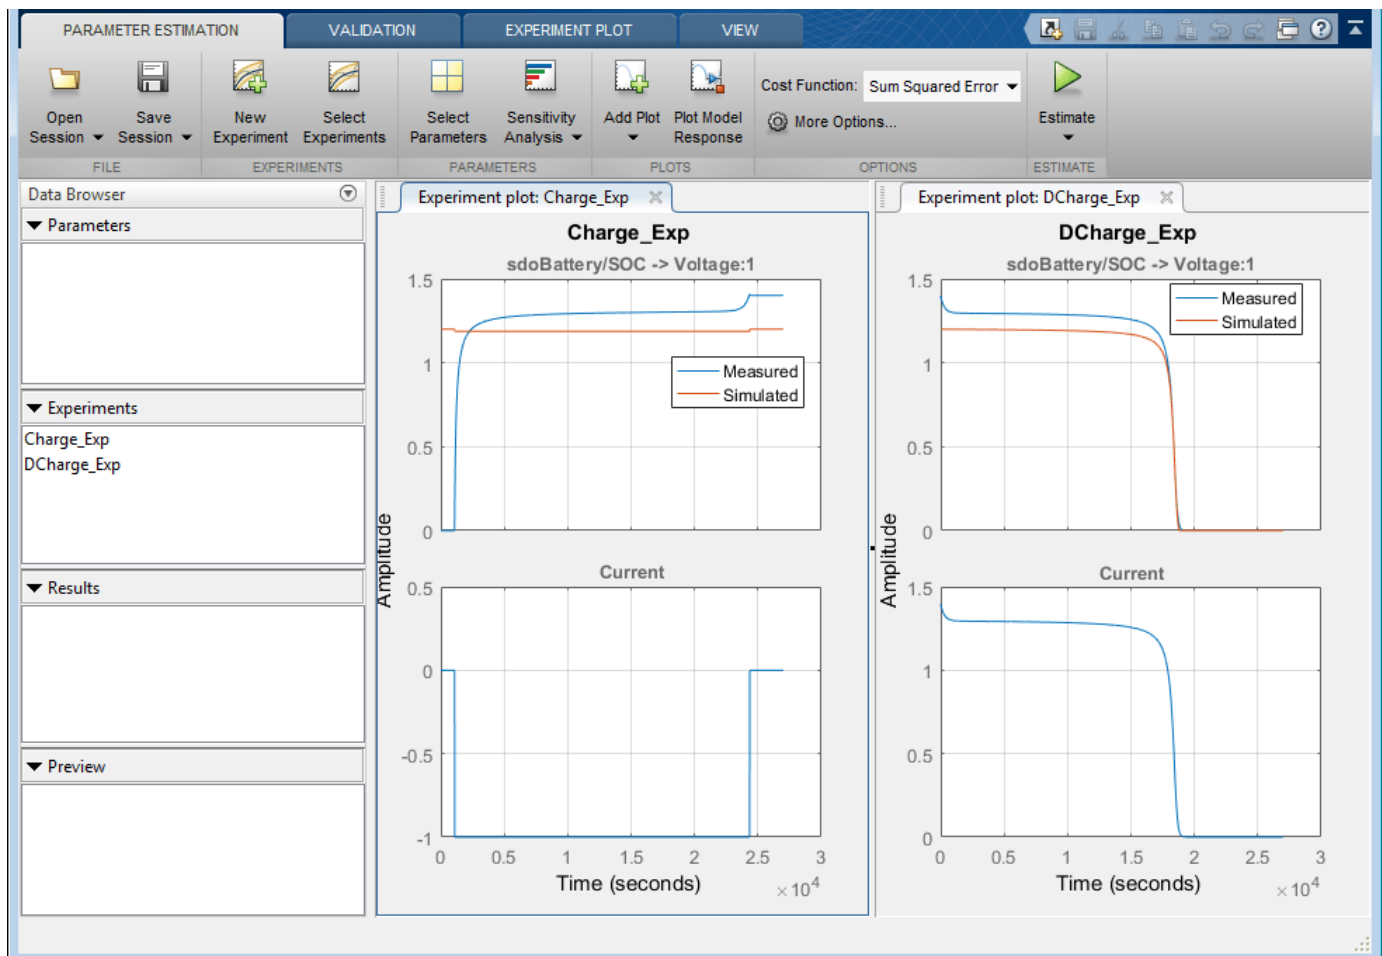 PARAMETER ESTIMATION
VALIDATION
EXPERIMENT PLOT
VIEW
Open Session
Save Session
New Experiment
Select Experiments
Select Parameters
Sensitivity Analysis
Add Plot
Plot Model Response
Cost Function: Sum Squared Error
More Options...
Estimate
FILE
EXPERIMENTS
PARAMETERS
PLOTS
OPTIONS
ESTIMATE
Data Browser
Parameters
Experiments
Charge_Exp
DCharge_Exp
Results
Preview
Experiment plot: Charge_Exp
Charge_Exp
sdoBattery/SOC -> Voltage:1
1.5
1
0.5
0
Measured
Simulated
Amplitude
Current
0.5
0
-0.5
-1
0 0.5 1 1.5 2 2.5 3
Time (seconds)
×10⁴
Experiment plot: DCharge_Exp
DCharge_Exp
sdoBattery/SOC -> Voltage:1
1.5
1
0.5
0
Measured
Simulated
Amplitude
Current
1.5
1
0.5
0
0 0.5 1 1.5 2 2.5 3
Time (seconds)
×10⁴